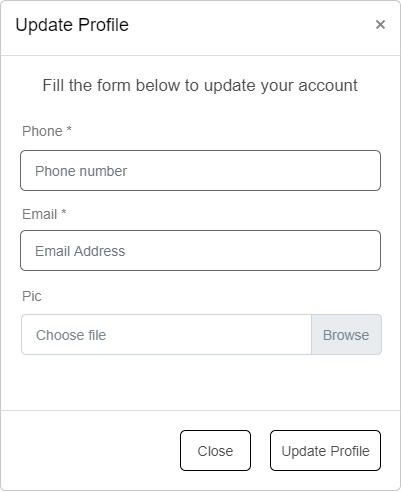 Update Profile ×
Fill the form below to update your account
Phone *
Phone number
Email *
Email Address
Pic
Choose file Browse
Close Update Profile